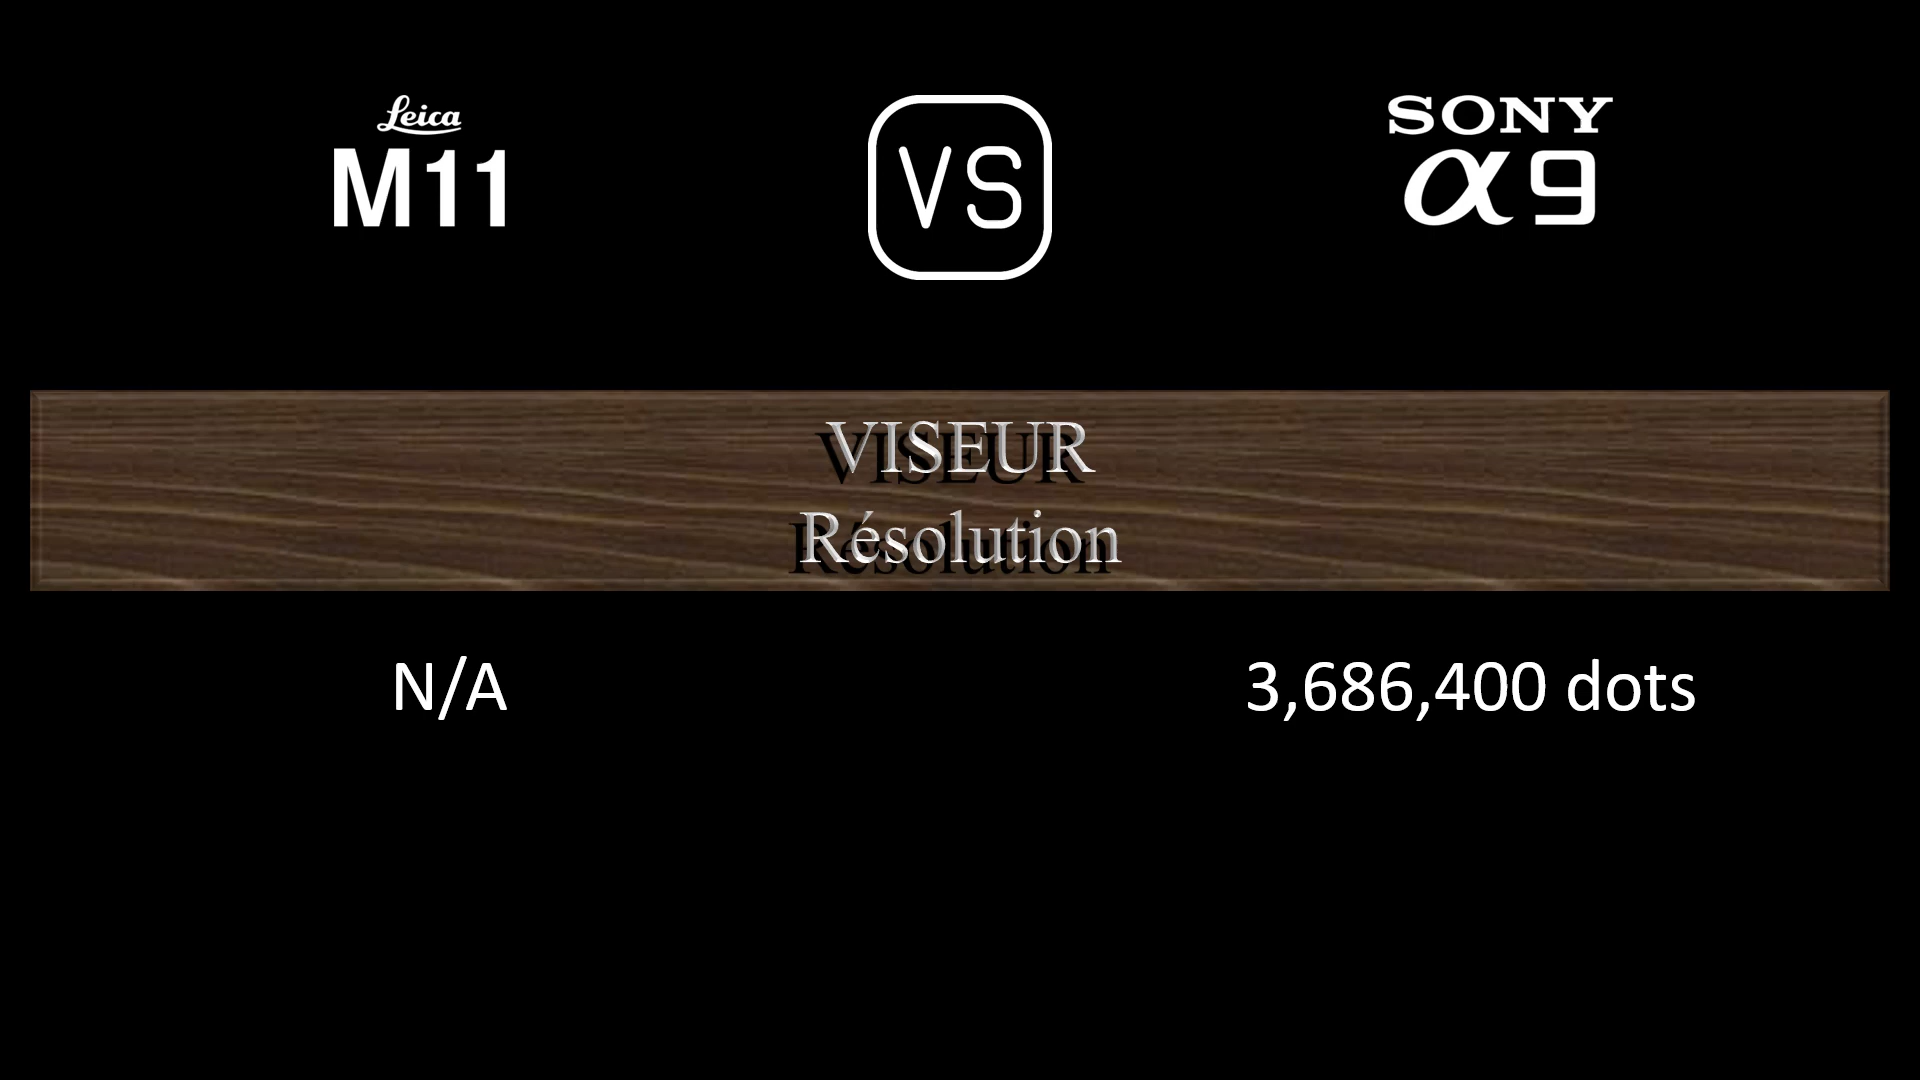 Leica
M11
VS
SONY
α9
VISEUR
Résolution
N/A
3,686,400 dots